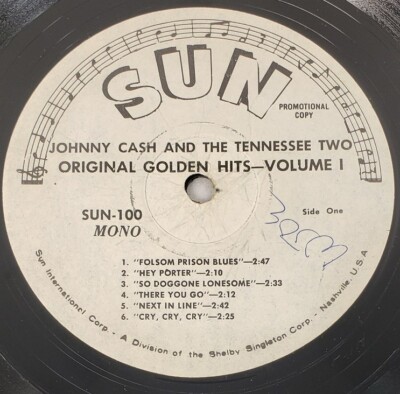 SUN
PROMOTIONAL
COPY
JOHNNY CASH AND THE TENNESSEE TWO
ORIGINAL GOLDEN HITS—VOLUME I
SUN-100
MONO
Side One
1. "FOLSOM PRISON BLUES"—2:47
2. "HEY PORTER"—2:10
3. "SO DOGGONE LONESOME"—2:33
4. "THERE YOU GO"—2:12
5. "NEXT IN LINE"—2:42
6. "CRY, CRY, CRY"—2:25
Sun International Corp. - A Division of the Shelby Singleton Corp. - Nashville, U.S.A